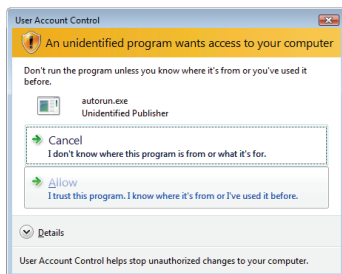 User Account Control
An unidentified program wants access to your computer
Don't run the program unless you know where it's from or you've used it
before.
autorun.exe
Unidentified Publisher
Cancel
I don't know where this program is from or what it's for.
Allow
I trust this program. I know where it's from or I've used it before.
Details
User Account Control helps stop unauthorized changes to your computer.